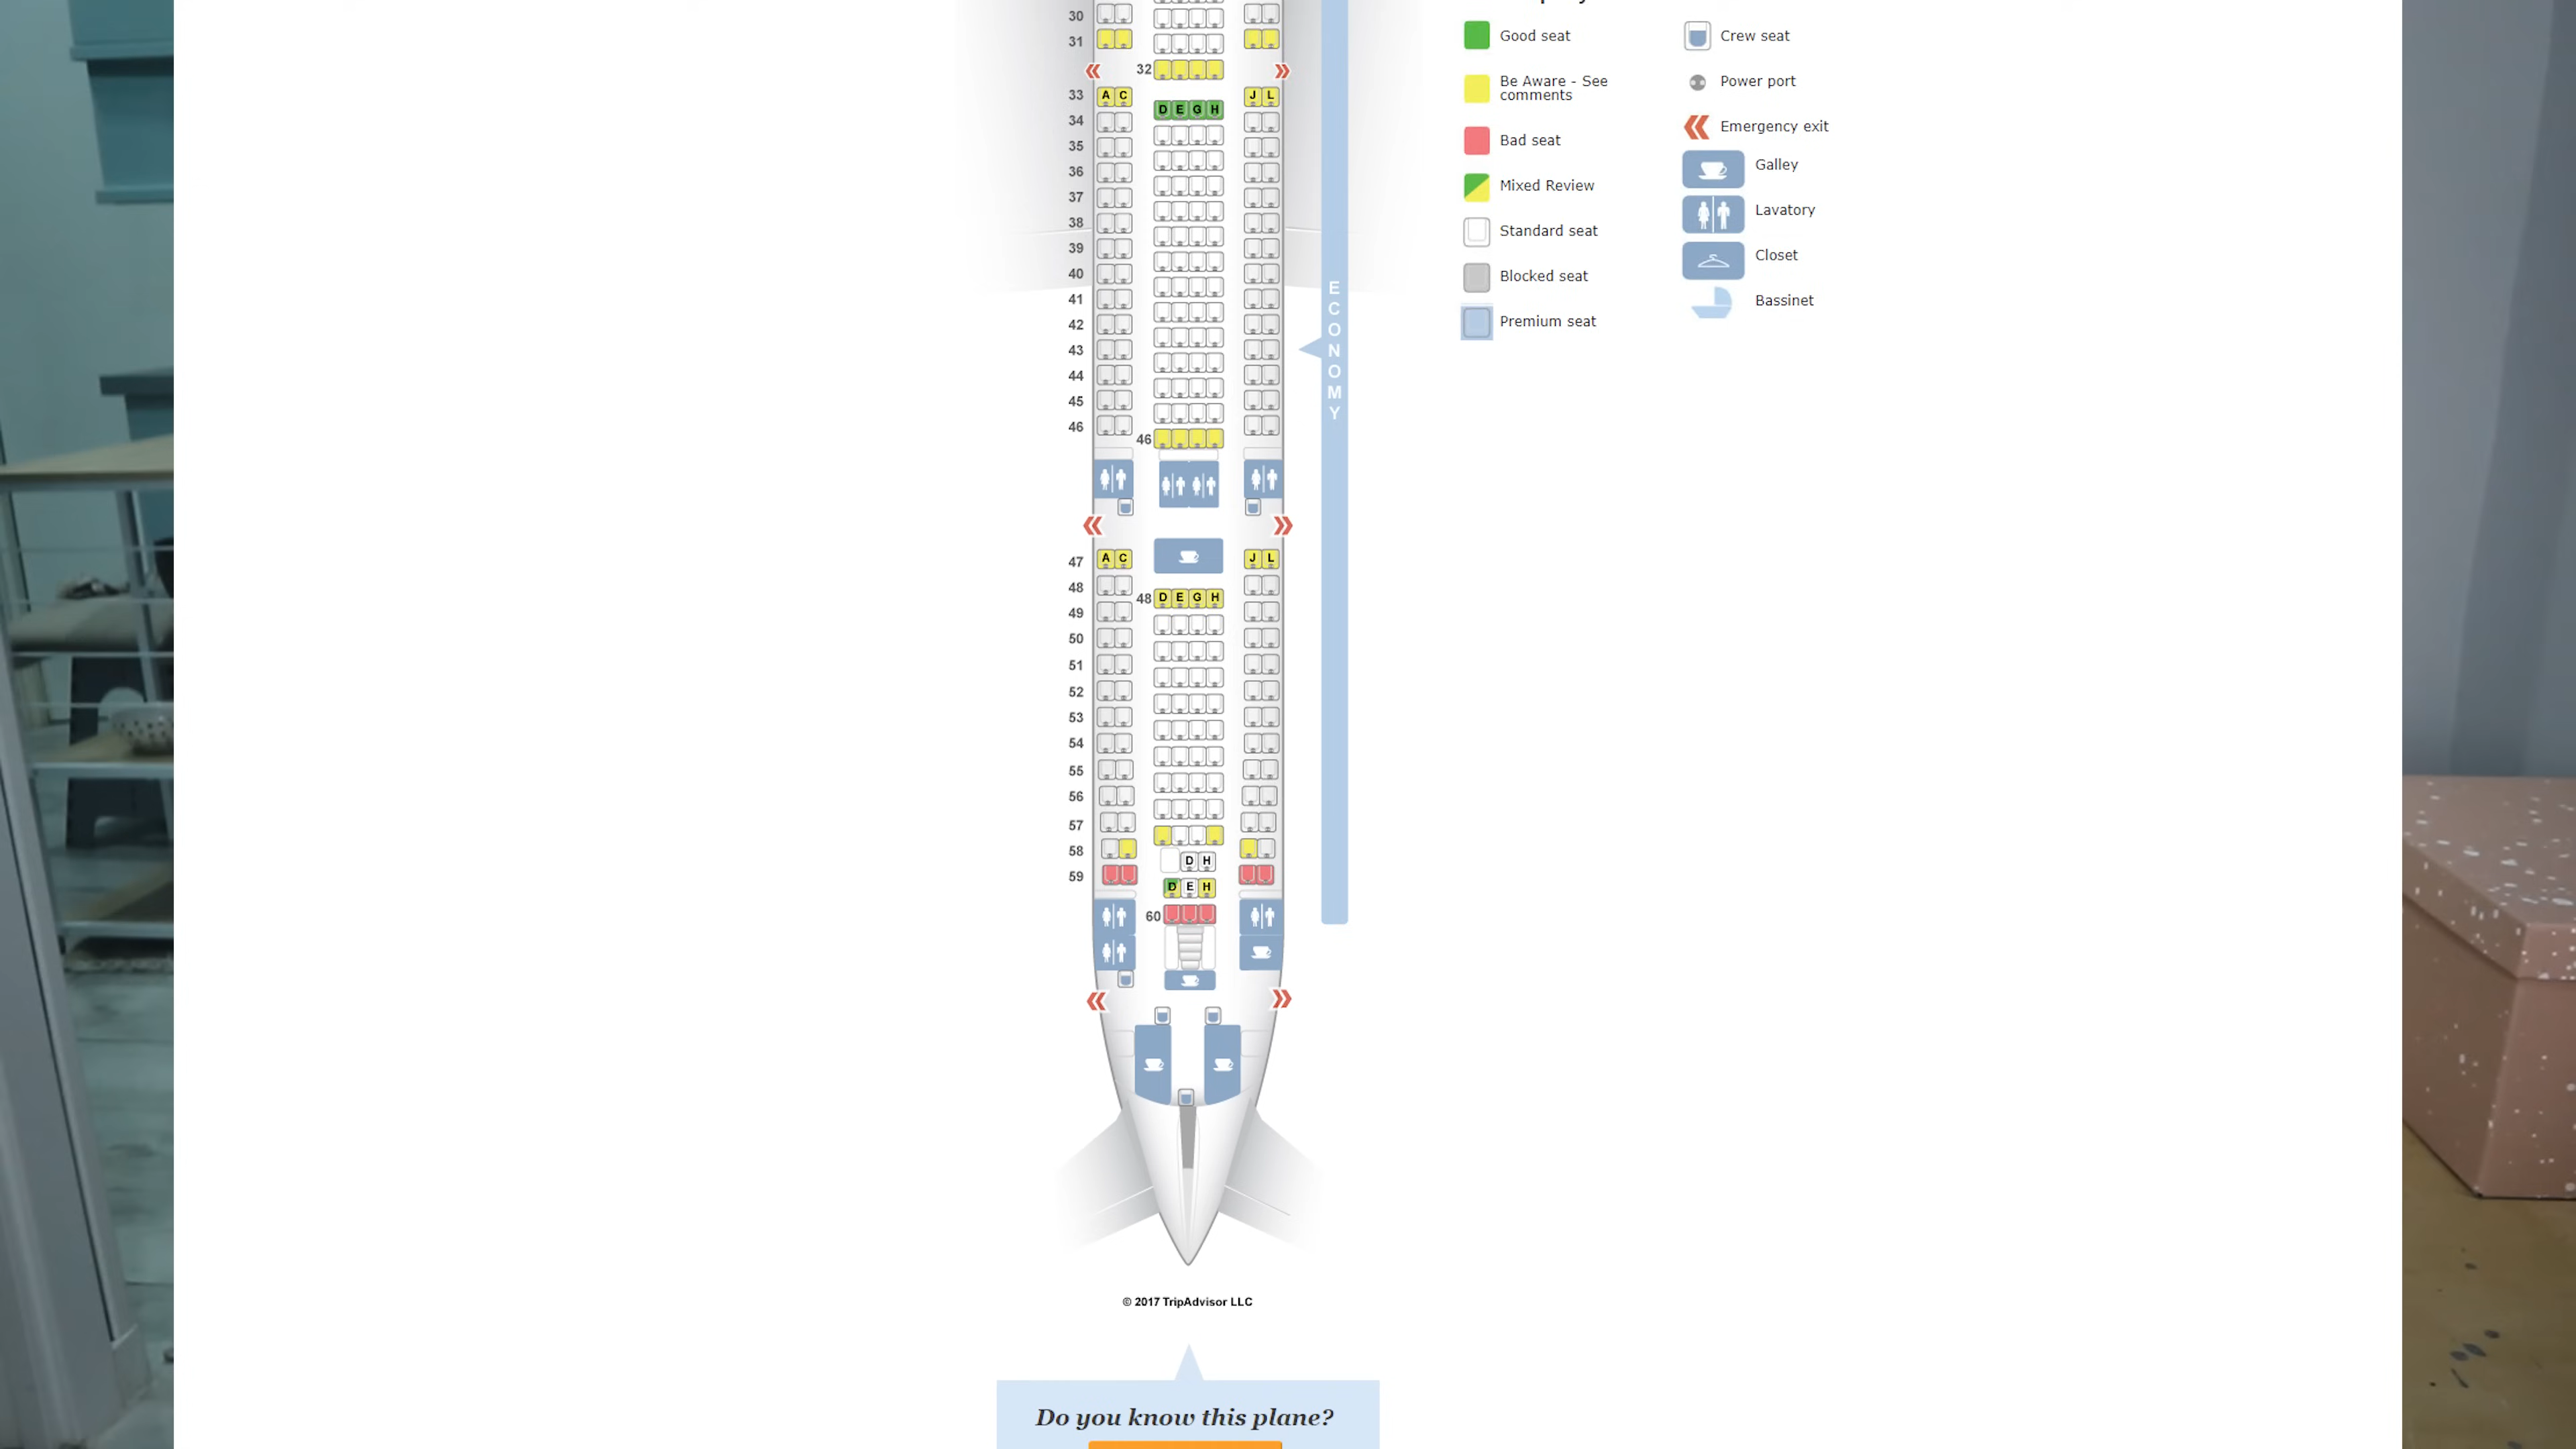 30
31
32
33 A C J L
D E G H
34
35
36
37
38
39
40
41
42
43
44
45
46
46
47 A C J L
48
48 D E G H
49
50
51
52
53
54
55
56
57
58
D H
59
D E H
60
ECONOMY
Good seat
Be Aware - See
comments
Bad seat
Mixed Review
Standard seat
Blocked seat
Premium seat
Crew seat
Power port
Emergency exit
Galley
Lavatory
Closet
Bassinet
© 2017 TripAdvisor LLC
Do you know this plane?